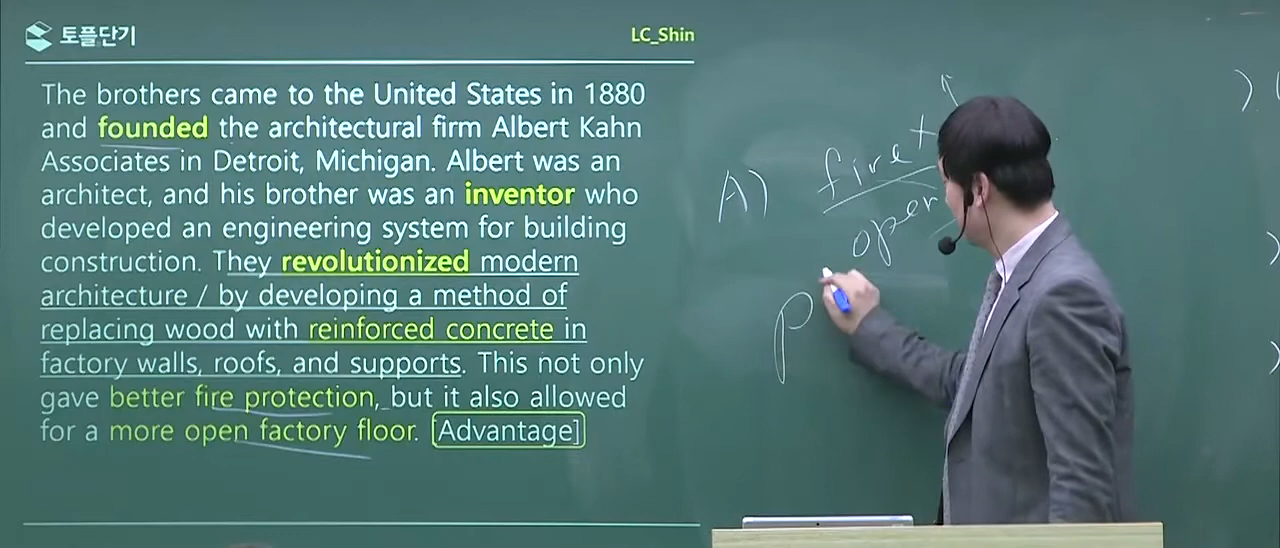 토플단기
LC_Shin
The brothers came to the United States in 1880
and founded the architectural firm Albert Kahn
Associates in Detroit, Michigan. Albert was an
architect, and his brother was an inventor who
developed an engineering system for building
construction. They revolutionized modern
architecture / by developing a method of
replacing wood with reinforced concrete in
factory walls, roofs, and supports. This not only
gave better fire protection, but it also allowed
for a more open factory floor. [Advantage]
A) fire ↑
open
P